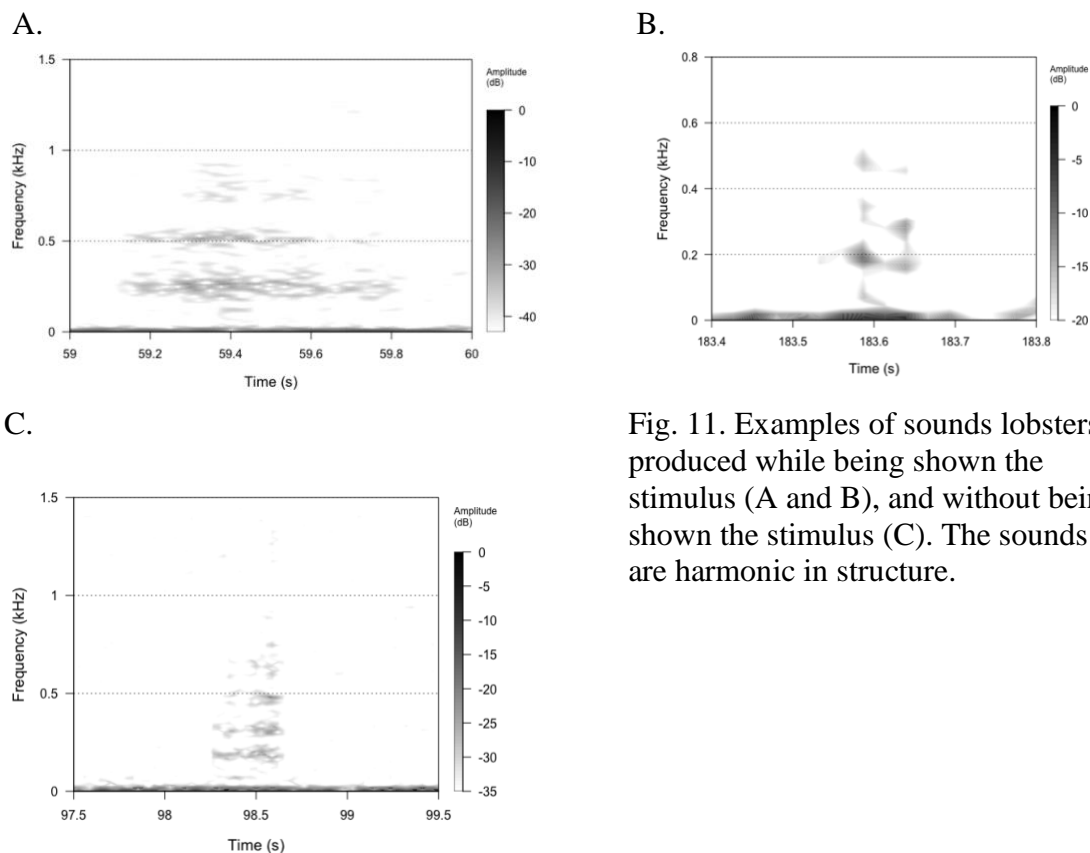 A.
Amplitude
(dB)
1.5
1
0.5
0
Frequency (kHz)
0
-10
-20
-30
-40
59
59.2
59.4
59.6
59.8
60
Time (s)
B.
Amplitude
(dB)
0.8
0.6
0.4
0.2
0
Frequency (kHz)
0
-5
-10
-15
-20
183.4
183.5
183.6
183.7
183.8
Time (s)
C.
Amplitude
(dB)
1.5
1
0.5
0
Frequency (kHz)
0
-5
-10
-15
-20
-25
-30
-35
97.5
98
98.5
99
99.5
Time (s)
Fig. 11. Examples of sounds lobsters
produced while being shown the
stimulus (A and B), and without bein
shown the stimulus (C). The sounds
are harmonic in structure.